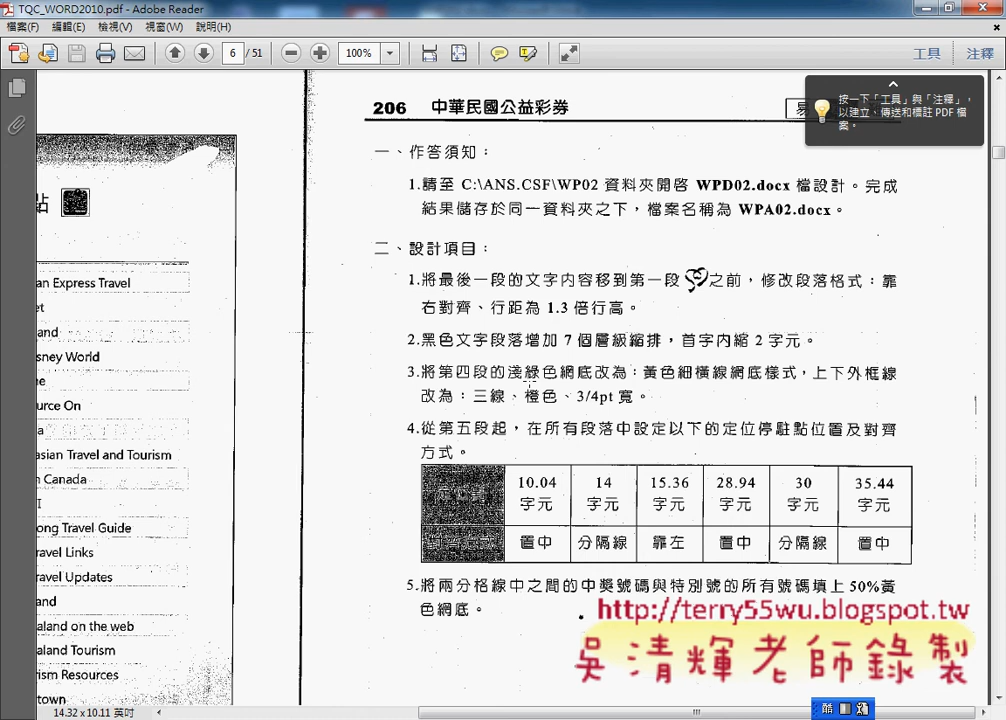 TQC_WORD2010.pdf - Adobe Reader
檔案(F) 編輯(E) 檢視(V) 視窗(W) 說明(H)
6 / 51 100% 工具 注釋
按一下「工具」與「注釋」，
以建立、傳送和標註 PDF 檔
案。
206 中華民國公益彩券 易
一、作答須知：
1.請至 C:\ANS.CSF\WP02 資料夾開啓 WPD02.docx 檔設計。完成
結果儲存於同一資料夾之下，檔案名稱為 WPA02.docx。
二、設計項目：
1.將最後一段的文字內容移到第一段之前，修改段落格式：靠
右對齊、行距為 1.3 倍行高。
2.黑色文字段落增加 7 個層級縮排，首字內縮 2 字元。
3.將第四段的淺綠色網底改為：黃色細橫線網底樣式，上下外框線
改為：三線、橙色、3/4pt 寬。
4.從第五段起，在所有段落中設定以下的定位停駐點位置及對齊
方式。
10.04 14 15.36 28.94 30 35.44
字元 字元 字元 字元 字元 字元
置中 分隔線 靠左 置中 分隔線 置中
5.將兩分格線中之間的中獎號碼與特別號的所有號碼填上 50%黃
色網底。
點
an Express Travel
et
land
sney World
ne
urce On
a
asian Travel and Tourism
n Canada
I
ong Travel Guide
ravel Links
ravel Updates
and
aland on the web
aland Tourism
rism Resources
town
http://terry55wu.blogspot.tw
吳清輝老師錄製
14.32 x 10.11 英吋
酷